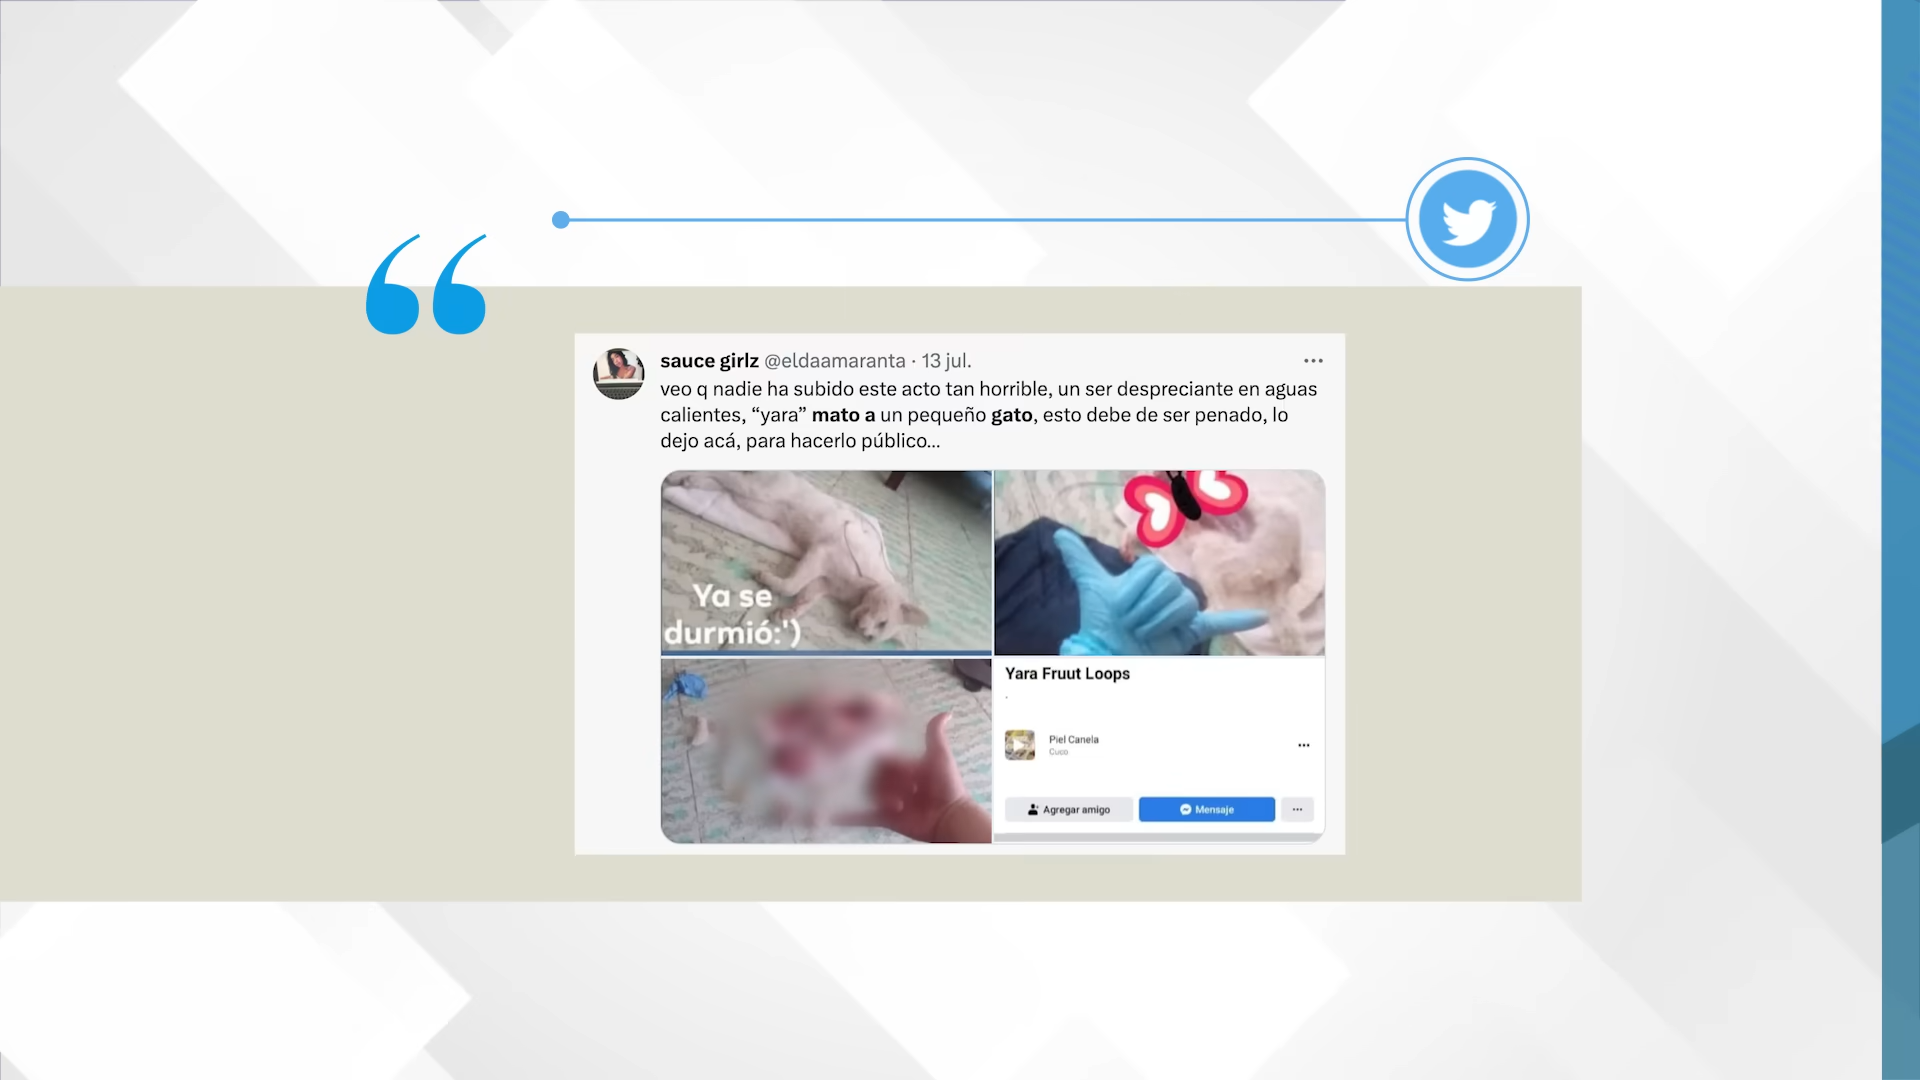 sauce girlz @eldaamaranta · 13 jul.
veo q nadie ha subido este acto tan horrible, un ser despreciante en aguas
calientes, “yara” mato a un pequeño gato, esto debe de ser penado, lo
dejo acá, para hacerlo público...
Ya se
durmió:')
Yara Fruut Loops
Piel Canela
Cuco
Agregar amigo
Mensaje